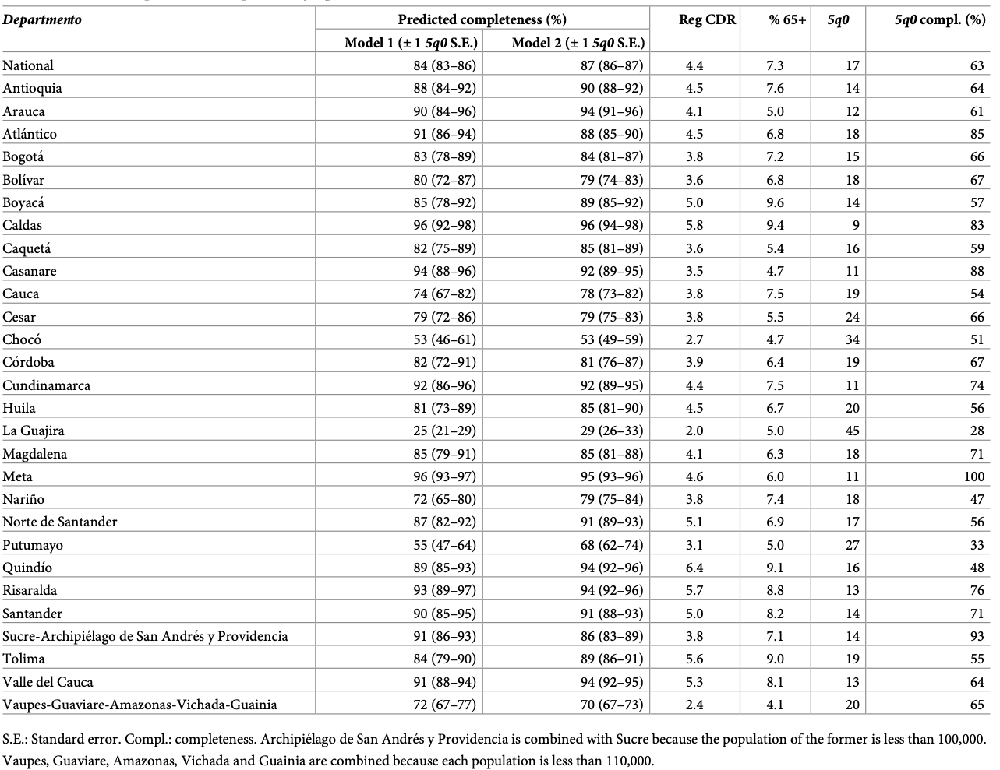 Departmento Predicted completeness (%) Reg CDR % 65+ 5q0 5q0 compl. (%)
Model 1 (± 1 5q0 S.E.) Model 2 (± 1 5q0 S.E.)
National 84 (83–86) 87 (86–87) 4.4 7.3 17 63
Antioquia 88 (84–92) 90 (88–92) 4.5 7.6 14 64
Arauca 90 (84–96) 94 (91–96) 4.1 5.0 12 61
Atlántico 91 (86–94) 88 (85–90) 4.5 6.8 18 85
Bogotá 83 (78–89) 84 (81–87) 3.8 7.2 15 66
Bolívar 80 (72–87) 79 (74–83) 3.6 6.8 18 67
Boyacá 85 (78–92) 89 (85–92) 5.0 9.6 14 57
Caldas 96 (92–98) 96 (94–98) 5.8 9.4 9 83
Caquetá 82 (75–89) 85 (81–89) 3.6 5.4 16 59
Casanare 94 (88–96) 92 (89–95) 3.5 4.7 11 88
Cauca 74 (67–82) 78 (73–82) 3.8 7.5 19 54
Cesar 79 (72–86) 79 (75–83) 3.8 5.5 24 66
Chocó 53 (46–61) 53 (49–59) 2.7 4.7 34 51
Córdoba 82 (72–91) 81 (76–87) 3.9 6.4 19 67
Cundinamarca 92 (86–96) 92 (89–95) 4.4 7.5 11 74
Huila 81 (73–89) 85 (81–90) 4.5 6.7 20 56
La Guajira 25 (21–29) 29 (26–33) 2.0 5.0 45 28
Magdalena 85 (79–91) 85 (81–88) 4.1 6.3 18 71
Meta 96 (93–97) 95 (93–96) 4.6 6.0 11 100
Nariño 72 (65–80) 79 (75–84) 3.8 7.4 18 47
Norte de Santander 87 (82–92) 91 (89–93) 5.1 6.9 17 56
Putumayo 55 (47–64) 68 (62–74) 3.1 5.0 27 33
Quindío 89 (85–93) 94 (92–96) 6.4 9.1 16 48
Risaralda 93 (89–97) 94 (92–96) 5.7 8.8 13 76
Santander 90 (85–95) 91 (88–93) 5.0 8.2 14 71
Sucre-Archipiélago de San Andrés y Providencia 91 (86–93) 86 (83–89) 3.8 7.1 14 93
Tolima 84 (79–90) 89 (86–91) 5.6 9.0 19 55
Valle del Cauca 91 (88–94) 94 (92–95) 5.3 8.1 13 64
Vaupes-Guaviare-Amazonas-Vichada-Guainia 72 (67–77) 70 (67–73) 2.4 4.1 20 65
S.E.: Standard error. Compl.: completeness. Archipiélago de San Andrés y Providencia is combined with Sucre because the population of the former is less than 100,000.
Vaupes, Guaviare, Amazonas, Vichada and Guainia are combined because each population is less than 110,000.